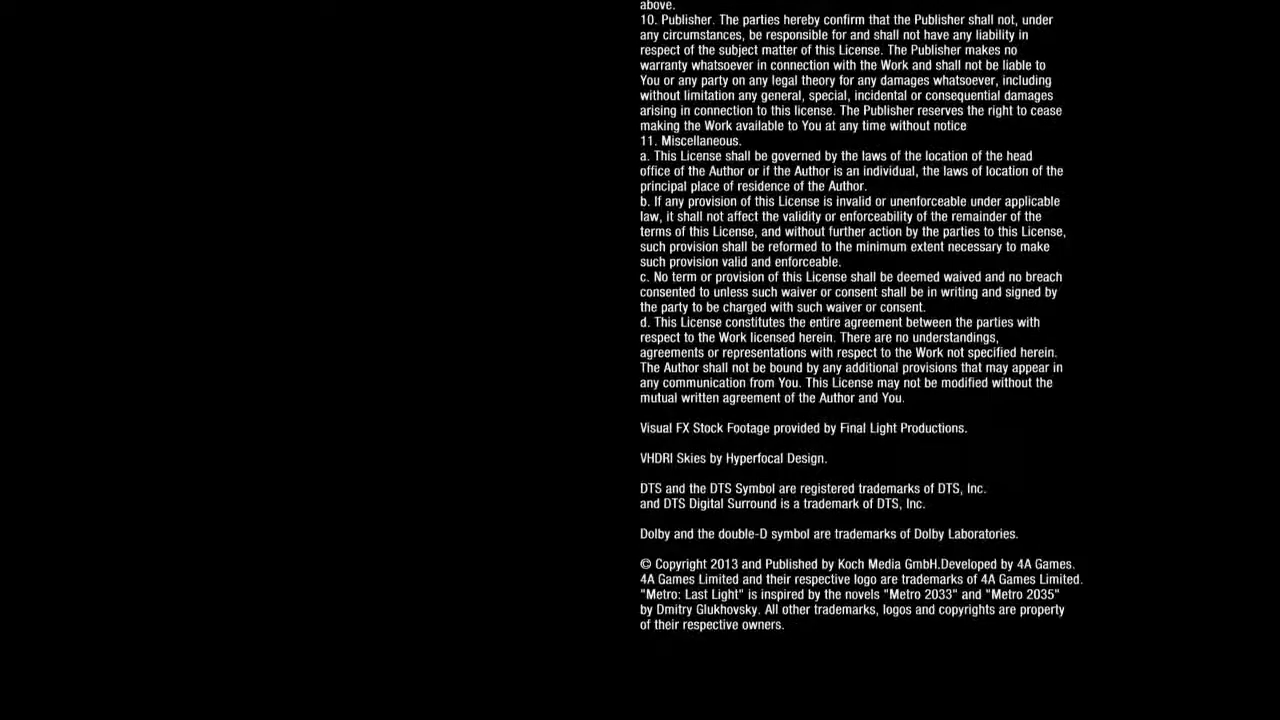 above.
10. Publisher. The parties hereby confirm that the Publisher shall not, under
any circumstances, be responsible for and shall not have any liability in
respect of the subject matter of this License. The Publisher makes no
warranty whatsoever in connection with the Work and shall not be liable to
You or any party on any legal theory for any damages whatsoever, including
without limitation any general, special, incidental or consequential damages
arising in connection to this license. The Publisher reserves the right to cease
making the Work available to You at any time without notice
11. Miscellaneous.
a. This License shall be governed by the laws of the location of the head
office of the Author or if the Author is an individual, the laws of location of the
principal place of residence of the Author.
b. If any provision of this License is invalid or unenforceable under applicable
law, it shall not affect the validity or enforceability of the remainder of the
terms of this License, and without further action by the parties to this License,
such provision shall be reformed to the minimum extent necessary to make
such provision valid and enforceable.
c. No term or provision of this License shall be deemed waived and no breach
consented to unless such waiver or consent shall be in writing and signed by
the party to be charged with such waiver or consent.
d. This License constitutes the entire agreement between the parties with
respect to the Work licensed herein. There are no understandings,
agreements or representations with respect to the Work not specified herein.
The Author shall not be bound by any additional provisions that may appear in
any communication from You. This License may not be modified without the
mutual written agreement of the Author and You.
Visual FX Stock Footage provided by Final Light Productions.
VHDRI Skies by Hyperfocal Design.
DTS and the DTS Symbol are registered trademarks of DTS, Inc.
and DTS Digital Surround is a trademark of DTS, Inc.
Dolby and the double-D symbol are trademarks of Dolby Laboratories.
© Copyright 2013 and Published by Koch Media GmbH.Developed by 4A Games.
4A Games Limited and their respective logo are trademarks of 4A Games Limited.
"Metro: Last Light" is inspired by the novels "Metro 2033" and "Metro 2035"
by Dmitry Glukhovsky. All other trademarks, logos and copyrights are property
of their respective owners.